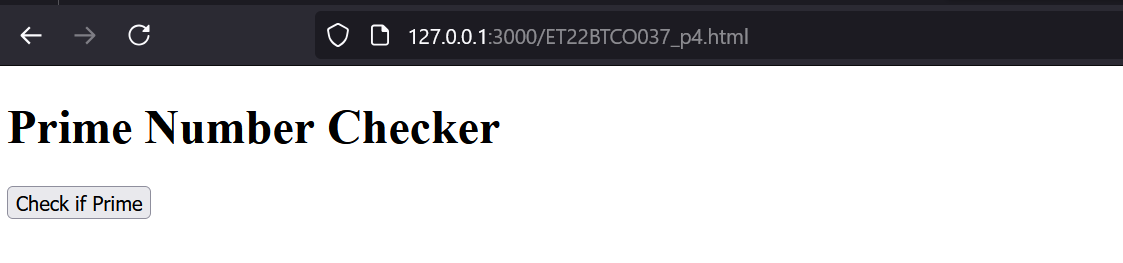 127.0.0.1:3000/ET22BTCO037_p4.html
Prime Number Checker
Check if Prime